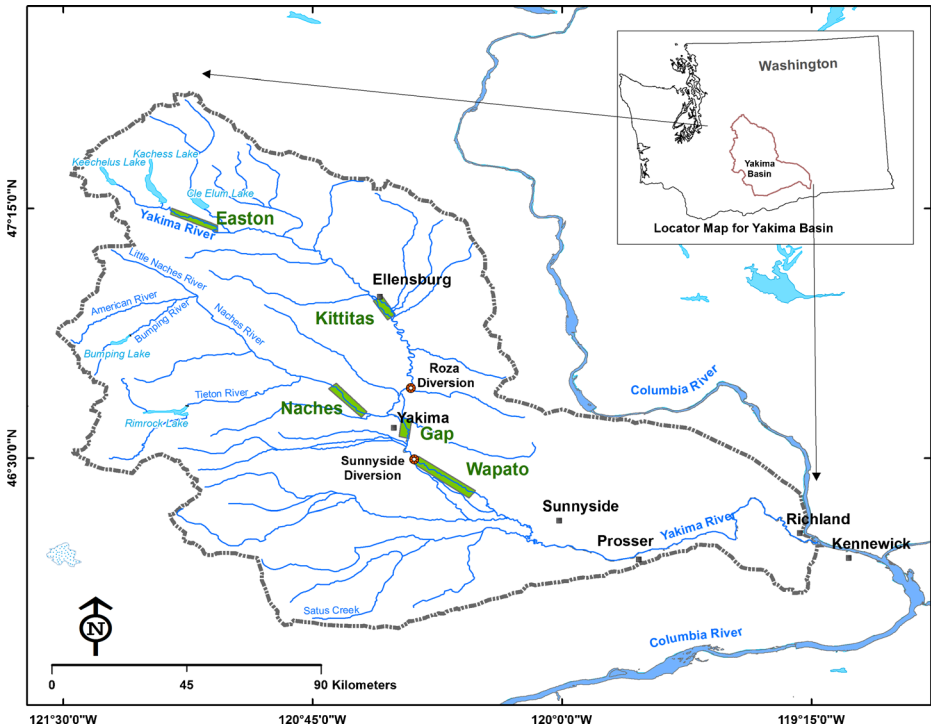 Washington
Yakima
Basin
Locator Map for Yakima Basin
Kachess Lake
Keechelus Lake
Cle Elum Lake
47°15'0"N
Easton
Yakima River
Little Naches River
Ellensburg
American River
Bumping River
Naches River
Kittitas
Bumping Lake
Roza
Diversion
Columbia River
Tieton River
Naches
Rimrock Lake
Yakima
Gap
46°30'0"N
Sunnyside
Diversion
Wapato
Sunnyside
Yakima River
Richland
Prosser
Kennewick
Satus Creek
N
Columbia River
0 45 90 Kilometers
121°30'0"W 120°45'0"W 120°0'0"W 119°15'0"W